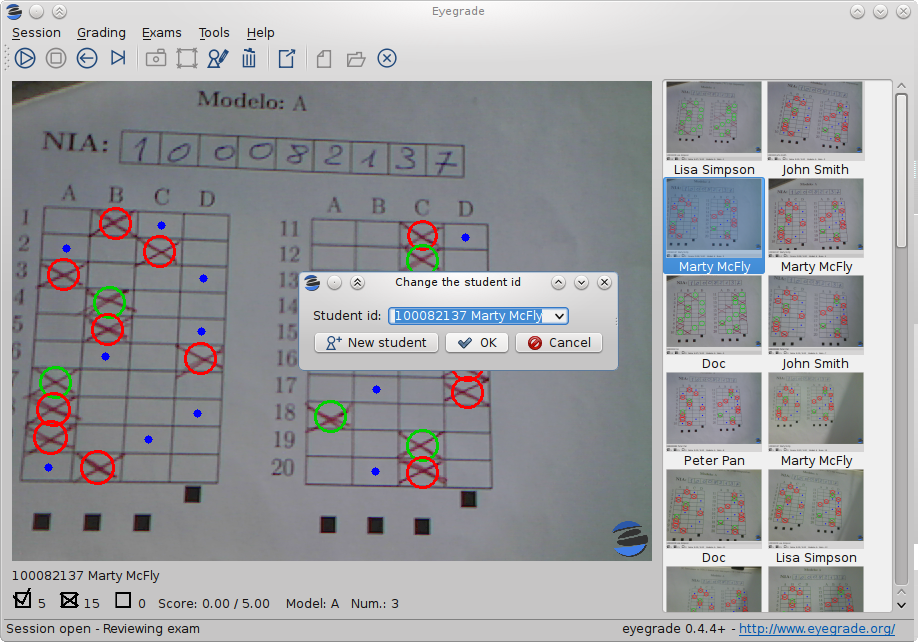 Eyegrade
Session Grading Exams Tools Help
Modelo: A
NIA: 1 0 0 0 8 2 1 3 7
A B C D
1
2
3
4
5
6
7
A B C D
11
12
13
14
15
16
17
18
19
20
Change the student id
Student id: 100082137 Marty McFly
New student OK Cancel
Lisa Simpson John Smith
Marty McFly Marty McFly
Doc John Smith
Peter Pan Marty McFly
Doc Lisa Simpson
100082137 Marty McFly
5 15 0 Score: 0.00 / 5.00 Model: A Num.: 3
Session open - Reviewing exam
eyegrade 0.4.4+ - http://www.eyegrade.org/